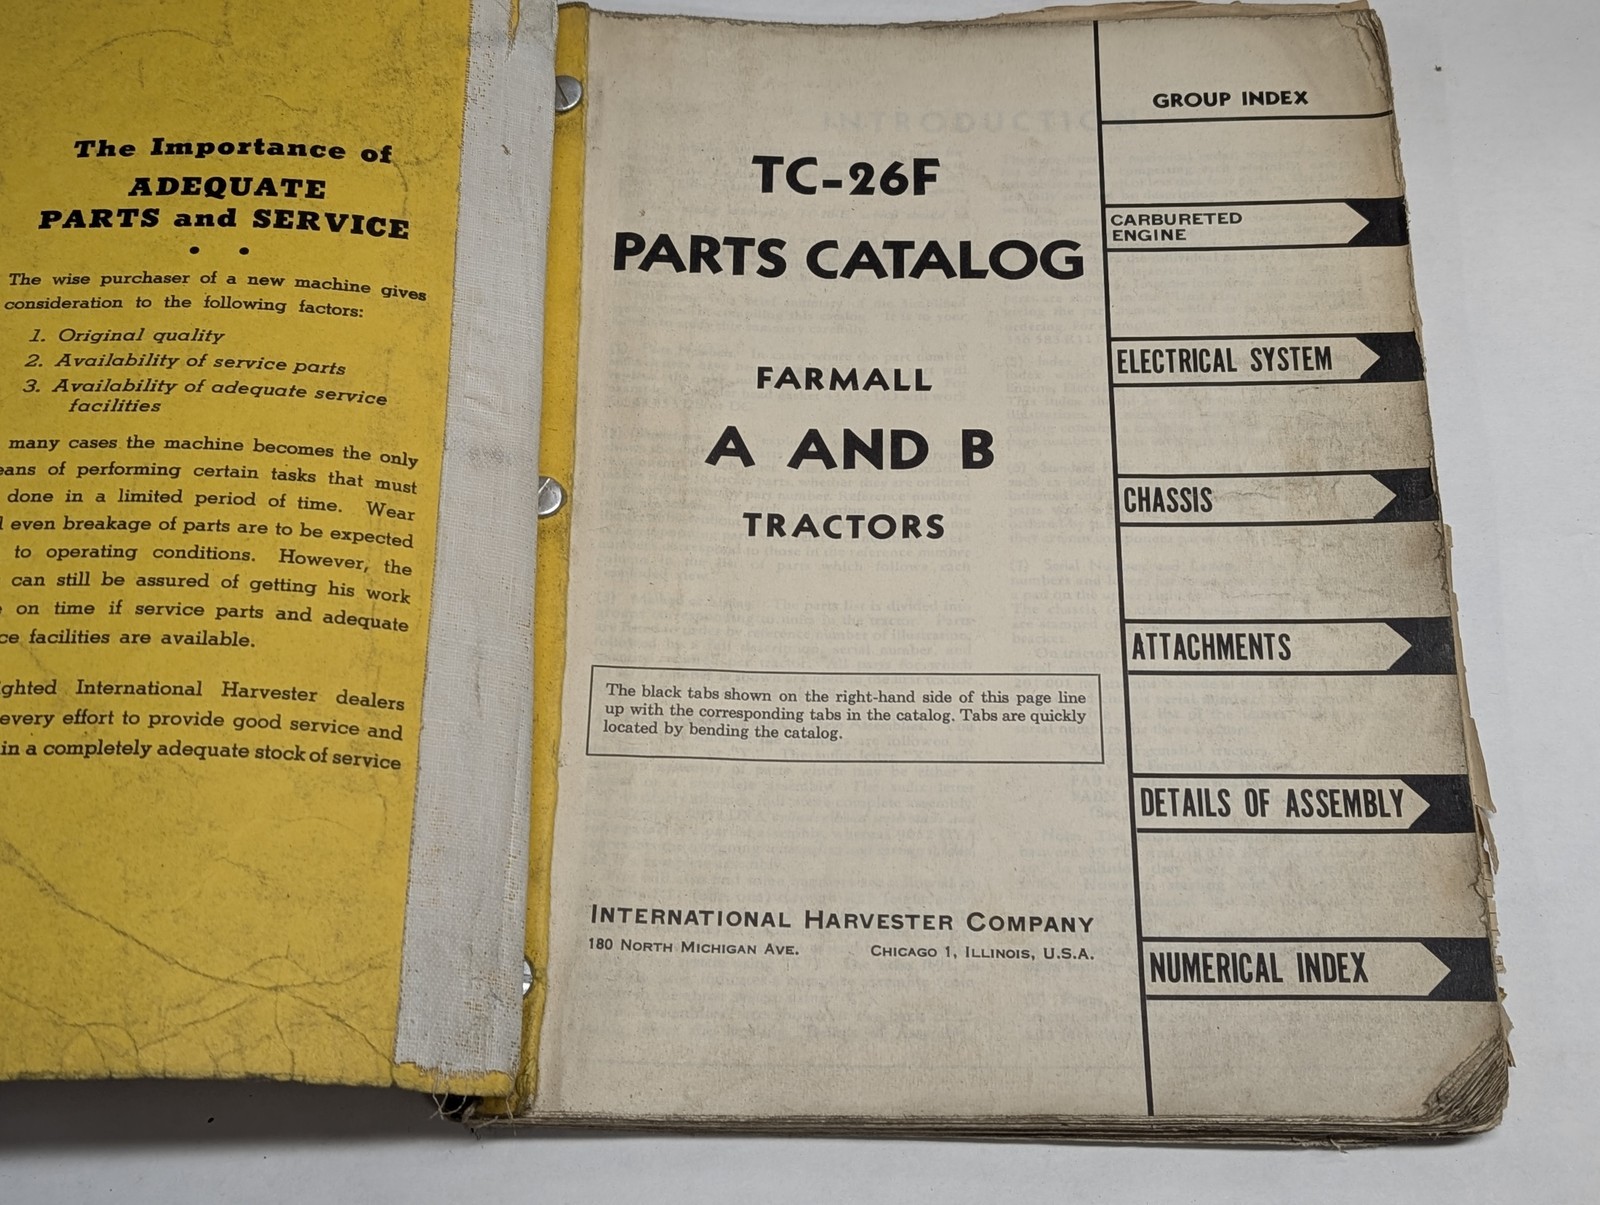 The Importance of
ADEQUATE
PARTS and SERVICE
• •
The wise purchaser of a new machine gives
consideration to the following factors:
1. Original quality
2. Availability of service parts
3. Availability of adequate service
facilities
many cases the machine becomes the only
eans of performing certain tasks that must
done in a limited period of time. Wear
even breakage of parts are to be expected
to operating conditions. However, the
can still be assured of getting his work
on time if service parts and adequate
ce facilities are available.
ghted International Harvester dealers
every effort to provide good service and
in a completely adequate stock of service
TC-26F
PARTS CATALOG
FARMALL
A AND B
TRACTORS
The black tabs shown on the right-hand side of this page line
up with the corresponding tabs in the catalog. Tabs are quickly
located by bending the catalog.
INTERNATIONAL HARVESTER COMPANY
180 NORTH MICHIGAN AVE. CHICAGO 1, ILLINOIS, U.S.A.
GROUP INDEX
CARBURETED
ENGINE
ELECTRICAL SYSTEM
CHASSIS
ATTACHMENTS
DETAILS OF ASSEMBLY
NUMERICAL INDEX
INTRODUCTION